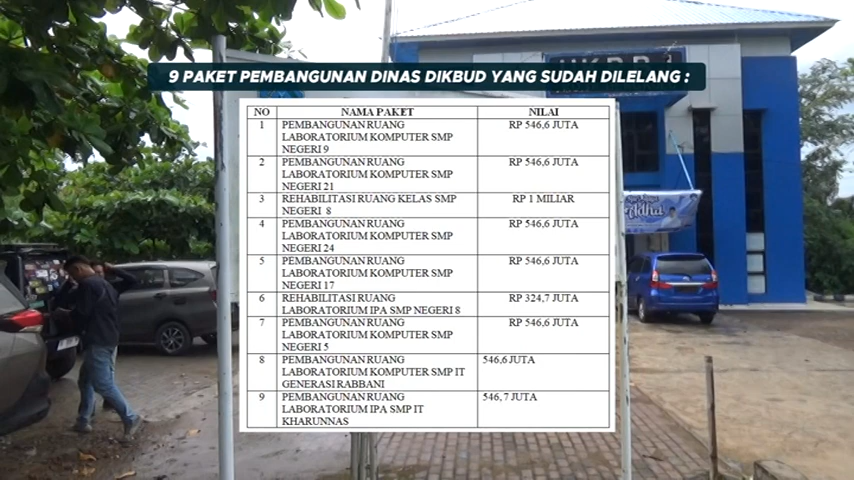 9 PAKET PEMBANGUNAN DINAS DIKBUD YANG SUDAH DILELANG :
NO NAMA PAKET NILAI
1 PEMBANGUNAN RUANG RP 546,6 JUTA
LABORATORIUM KOMPUTER SMP
NEGERI 9
2 PEMBANGUNAN RUANG RP 546,6 JUTA
LABORATORIUM KOMPUTER SMP
NEGERI 21
3 REHABILITASI RUANG KELAS SMP RP 1 MILIAR
NEGERI 8
4 PEMBANGUNAN RUANG RP 546,6 JUTA
LABORATORIUM KOMPUTER SMP
NEGERI 24
5 PEMBANGUNAN RUANG RP 546,6 JUTA
LABORATORIUM KOMPUTER SMP
NEGERI 17
6 REHABILITASI RUANG RP 324,7 JUTA
LABORATORIUM IPA SMP NEGERI 8
7 PEMBANGUNAN RUANG RP 546,6 JUTA
LABORATORIUM KOMPUTER SMP
NEGERI 5
8 PEMBANGUNAN RUANG 546,6 JUTA
LABORATORIUM KOMPUTER SMP IT
GENERASI RABBANI
9 PEMBANGUNAN RUANG 546, 7 JUTA
LABORATORIUM IPA SMP IT
KHARUNNAS